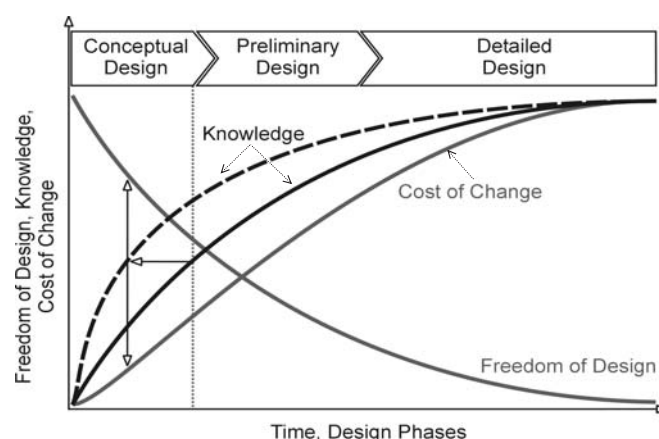 Conceptual
Design
Preliminary
Design
Detailed
Design
Freedom of Design, Knowledge,
Cost of Change
Knowledge
Cost of Change
Freedom of Design
Time, Design Phases